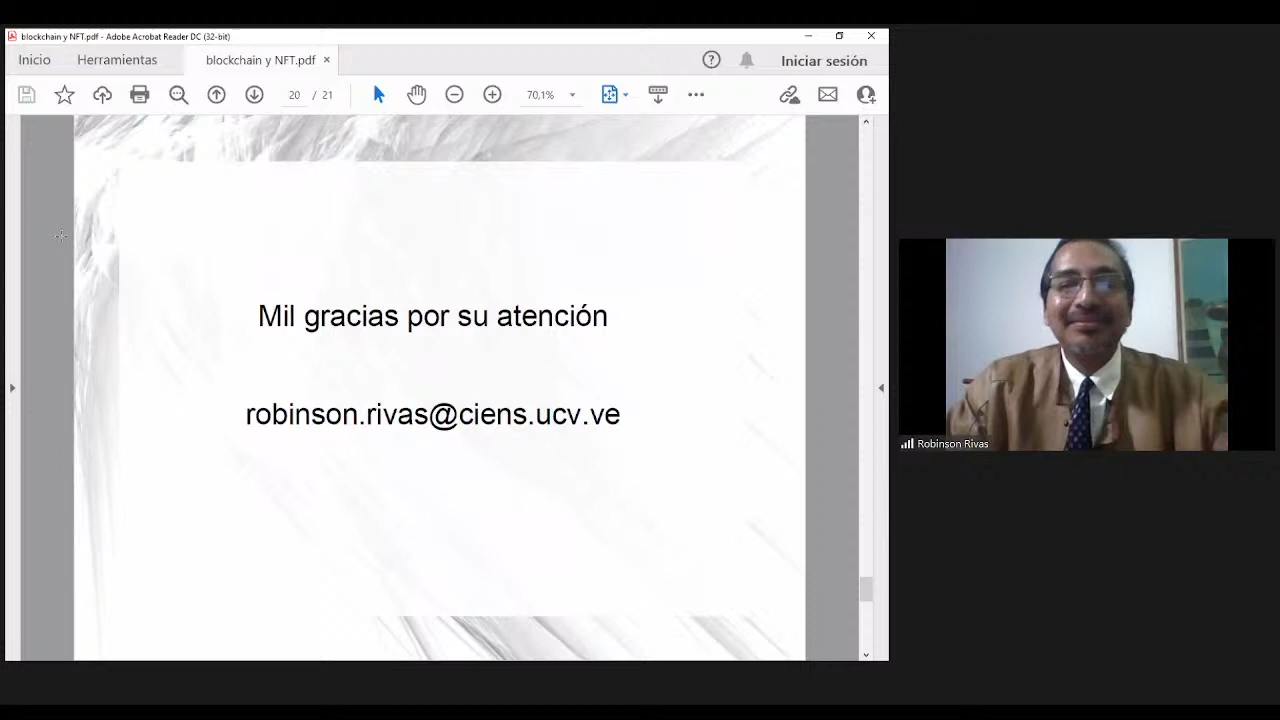 blockchain y NFT.pdf - Adobe Acrobat Reader DC (32-bit)
Inicio Herramientas blockchain y NFT.pdf × Iniciar sesión
20 / 21 70,1%
Mil gracias por su atención
robinson.rivas@ciens.ucv.ve
Robinson Rivas